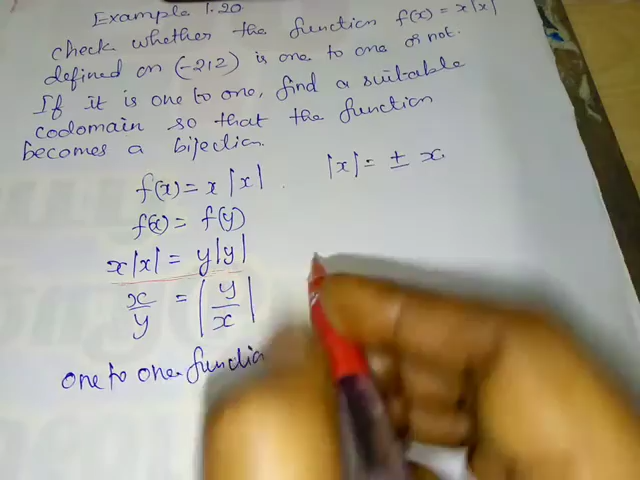 Example 1.20
Check whether the function f(x) = x|x|
defined on (-2,2) is one to one or not.
If it is one to one, find a suitable
codomain so that the function
becomes a bijection.
f(x) = x |x|.
|x| = ± x.
f(x) = f(y)
x|x| = y|y|
x/y = |y/x|
one to one function